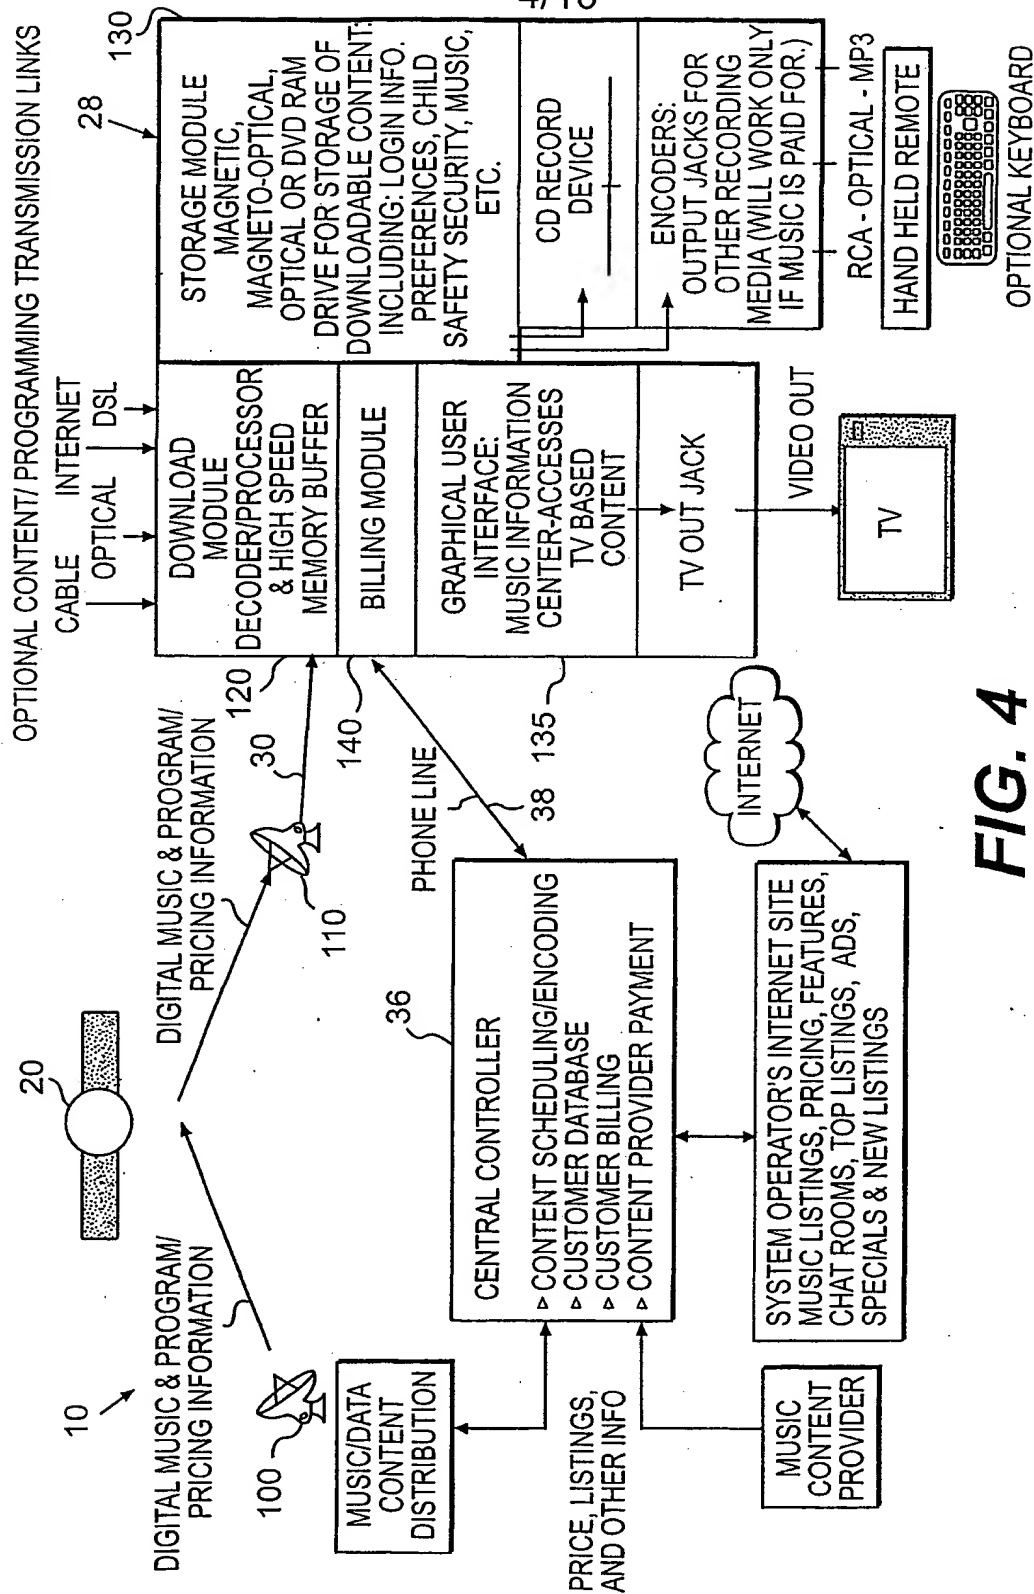 4/18
OPTIONAL CONTENT/ PROGRAMMING TRANSMISSION LINKS
CABLE
INTERNET
OPTICAL
DSL
28
130
10
20
DIGITAL MUSIC & PROGRAM/
PRICING INFORMATION
DIGITAL MUSIC & PROGRAM/
PRICING INFORMATION
100
110
30
120
140
135
38
PHONE LINE
36
DOWNLOAD
MODULE
DECODER/PROCESSOR
& HIGH SPEED
MEMORY BUFFER
BILLING MODULE
GRAPHICAL USER
INTERFACE:
MUSIC INFORMATION
CENTER-ACCESSES
TV BASED
CONTENT
TV OUT JACK
VIDEO OUT
TV
STORAGE MODULE
MAGNETIC,
MAGNETO-OPTICAL,
OPTICAL OR DVD RAM
DRIVE FOR STORAGE OF
DOWNLOADABLE CONTENT:
INCLUDING: LOGIN INFO.
PREFERENCES, CHILD
SAFETY SECURITY, MUSIC,
ETC.
CD RECORD
DEVICE
ENCODERS:
OUTPUT JACKS FOR
OTHER RECORDING
MEDIA (WILL WORK ONLY
IF MUSIC IS PAID FOR.)
RCA - OPTICAL - MP3
HAND HELD REMOTE
OPTIONAL KEYBOARD
MUSIC/DATA
CONTENT
DISTRIBUTION
CENTRAL CONTROLLER
▹ CONTENT SCHEDULING/ENCODING
▹ CUSTOMER DATABASE
▹ CUSTOMER BILLING
▹ CONTENT PROVIDER PAYMENT
PRICE, LISTINGS,
AND OTHER INFO
MUSIC
CONTENT
PROVIDER
SYSTEM OPERATOR'S INTERNET SITE
MUSIC LISTINGS, PRICING, FEATURES,
CHAT ROOMS, TOP LISTINGS, ADS,
SPECIALS & NEW LISTINGS
INTERNET
FIG. 4